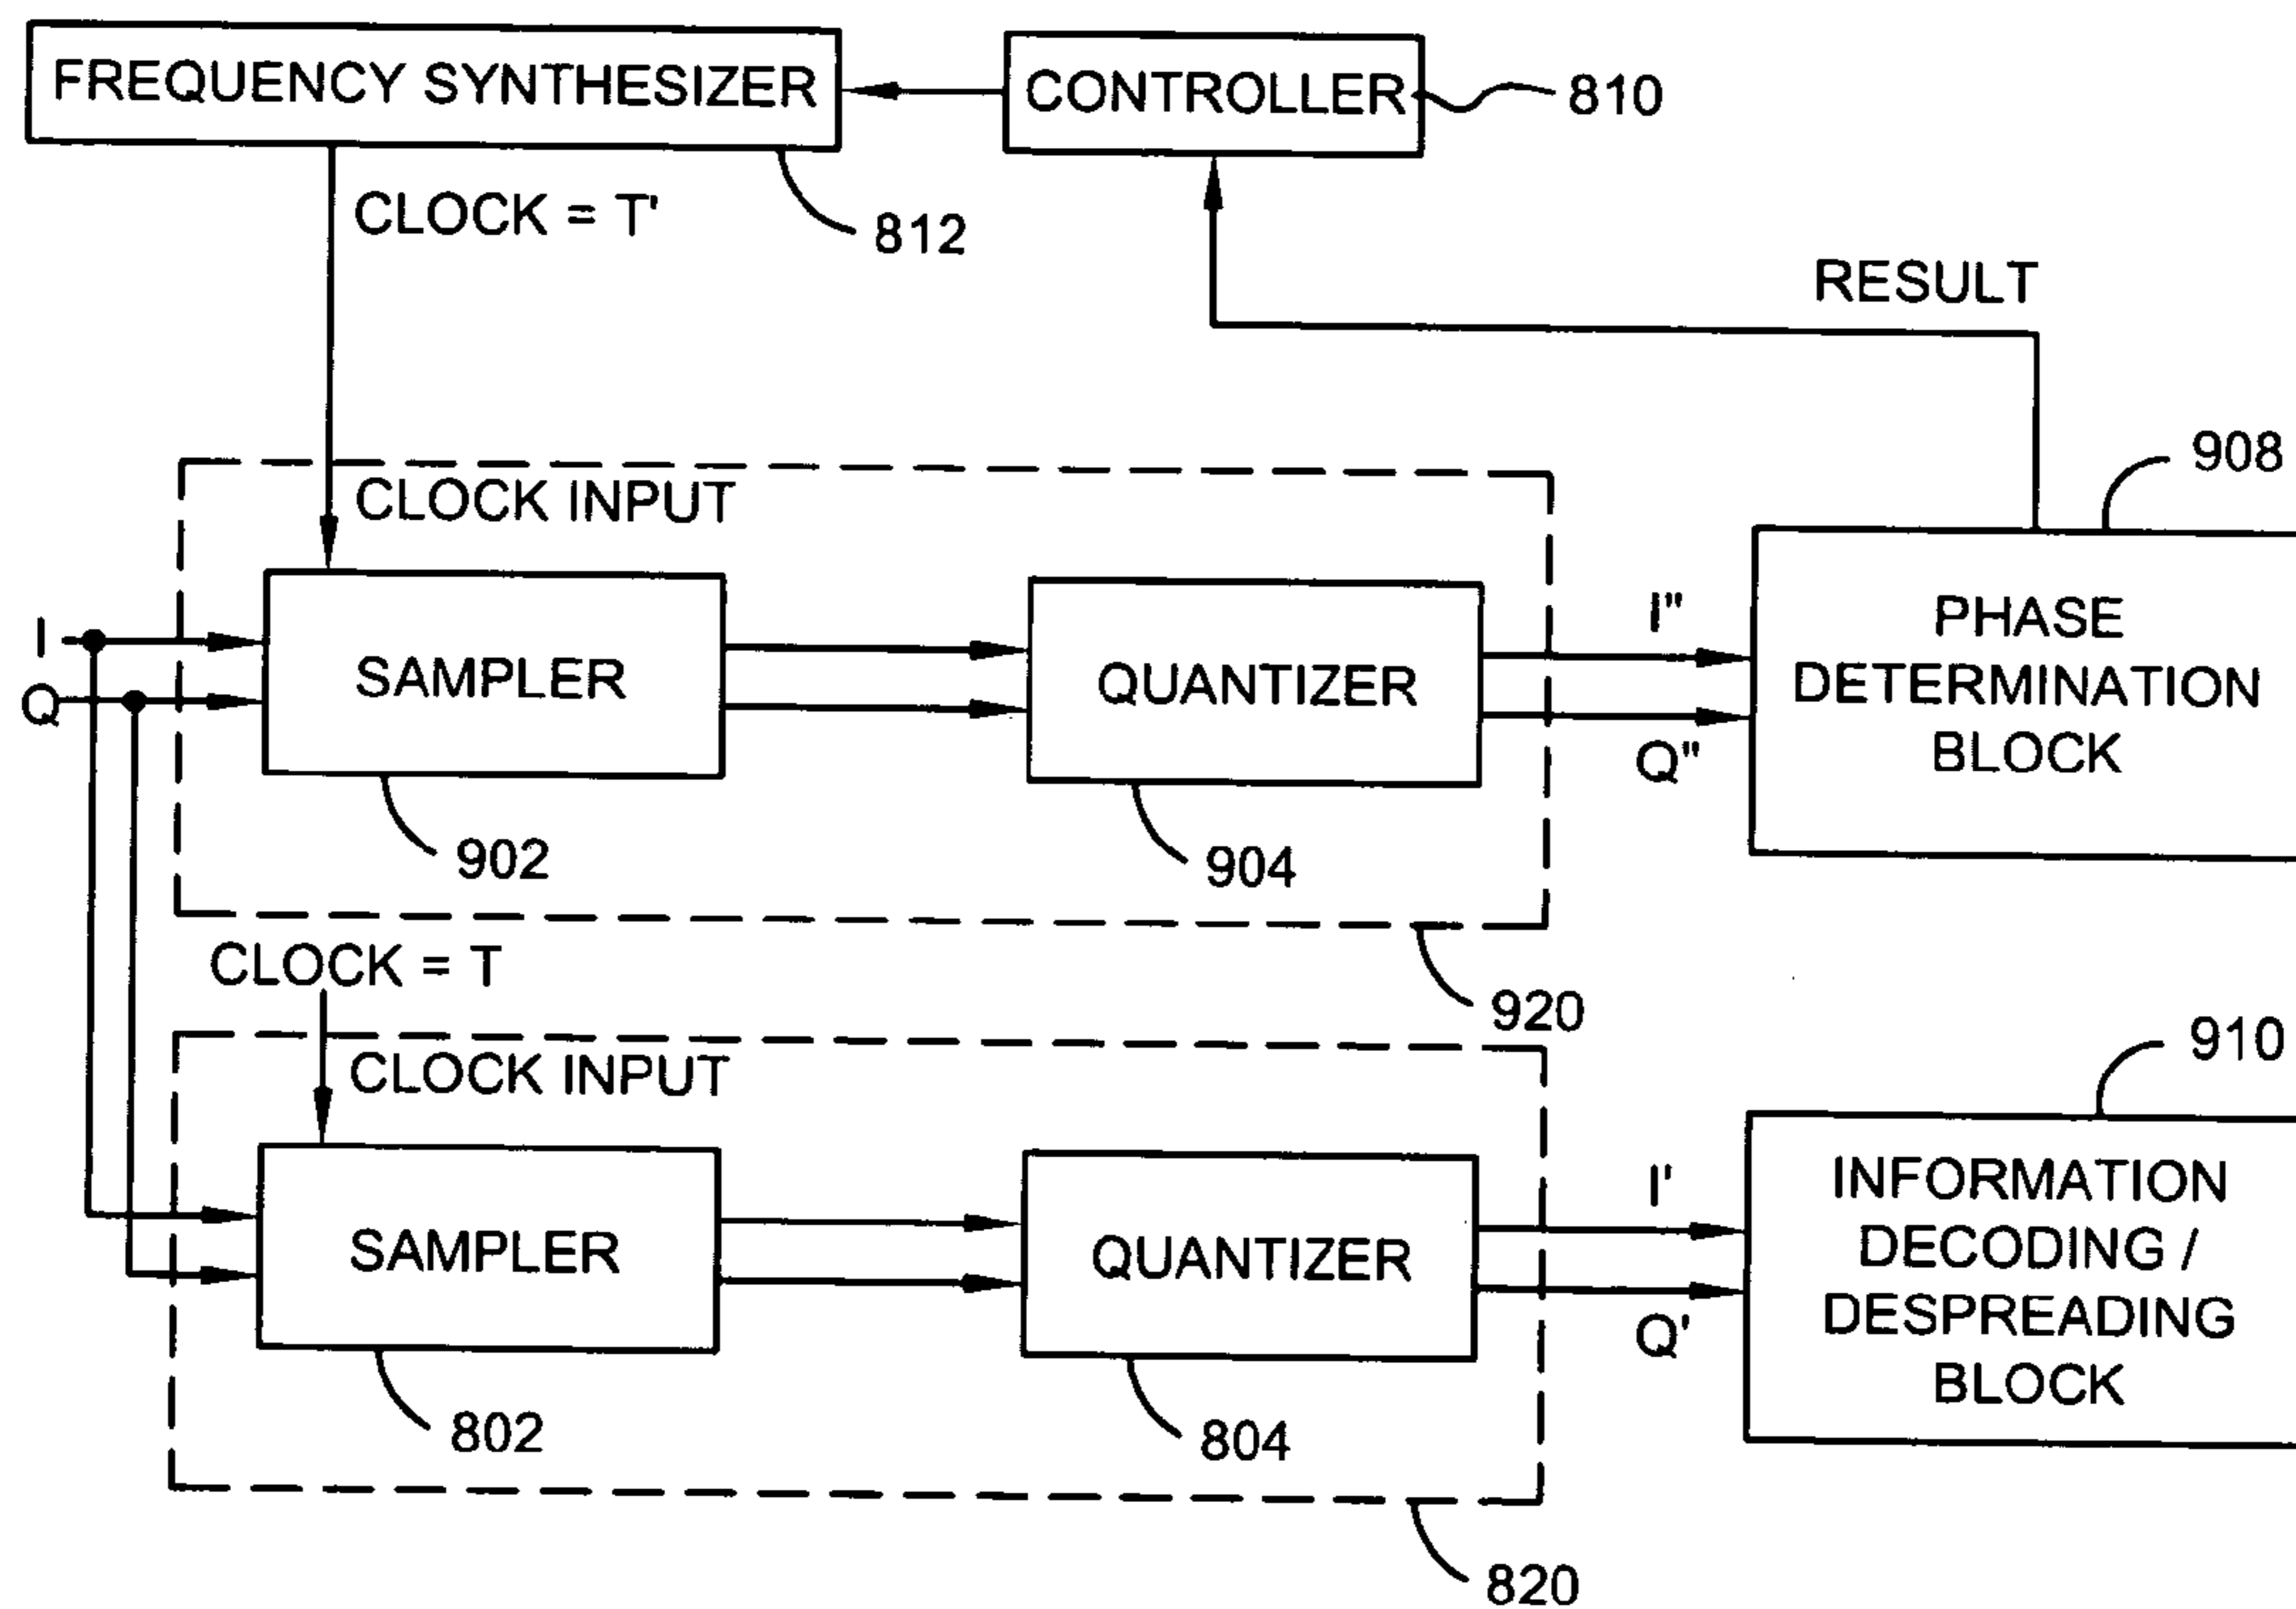 FREQUENCY SYNTHESIZER
CONTROLLER
810
CLOCK = T'
812
RESULT
908
CLOCK INPUT
I
Q
SAMPLER
QUANTIZER
I"
Q"
PHASE
DETERMINATION
BLOCK
902
904
920
CLOCK = T
910
CLOCK INPUT
SAMPLER
QUANTIZER
I'
Q'
INFORMATION
DECODING /
DESPREADING
BLOCK
802
804
820